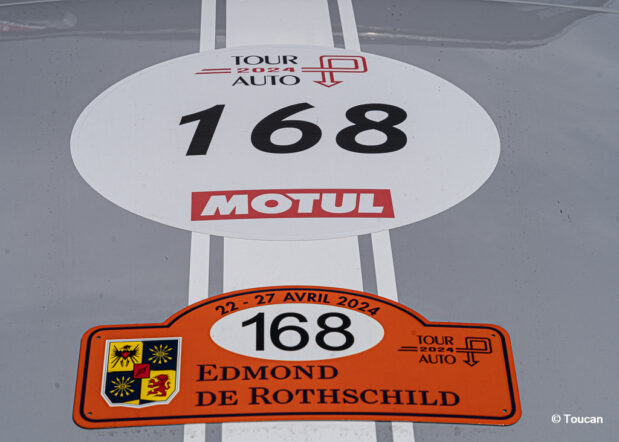 TOUR
2024
AUTO
168
MOTUL
22 - 27 AVRIL 2024
168
TOUR
2024
AUTO
EDMOND
DE ROTHSCHILD
© Toucan